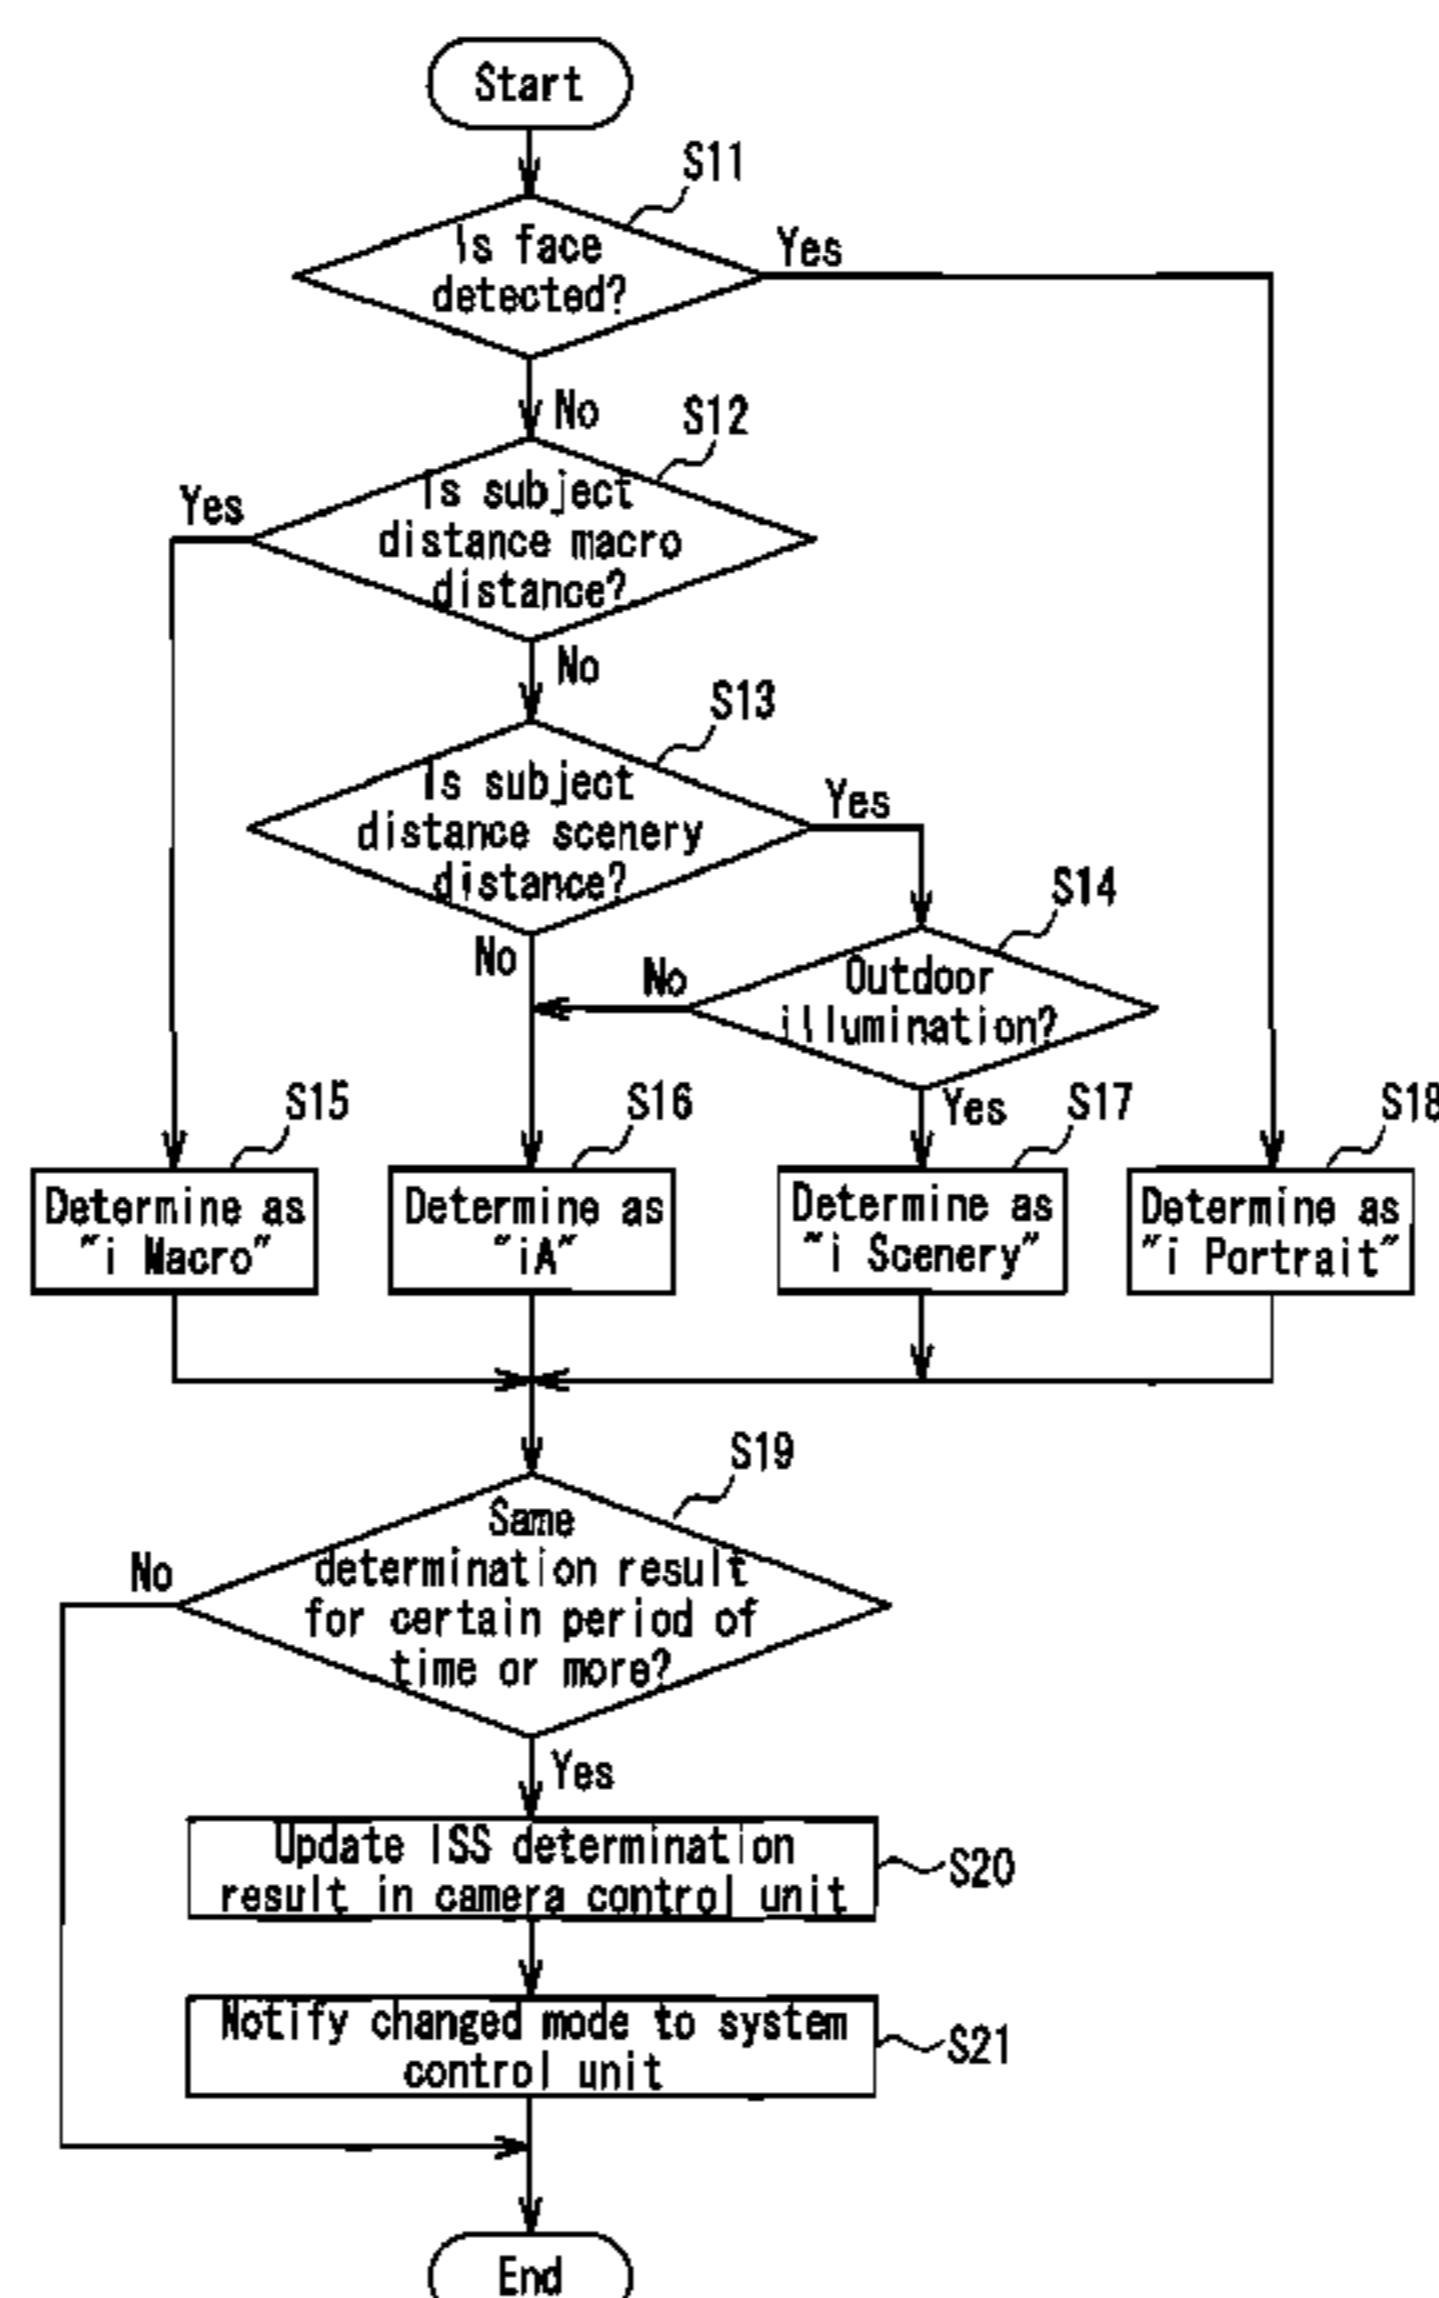 Start
S11
Is face
detected?
Yes
No
S12
Is subject
distance macro
distance?
Yes
No
S13
Is subject
distance scenery
distance?
Yes
No
S14
Outdoor
illumination?
No
Yes
S15
Determine as
"i Macro"
S16
Determine as
"iA"
S17
Determine as
"i Scenery"
S18
Determine as
"i Portrait"
S19
Same
determination result
for certain period of
time or more?
No
Yes
Update ISS determination
result in camera control unit
S20
Notify changed mode to system
control unit
S21
End